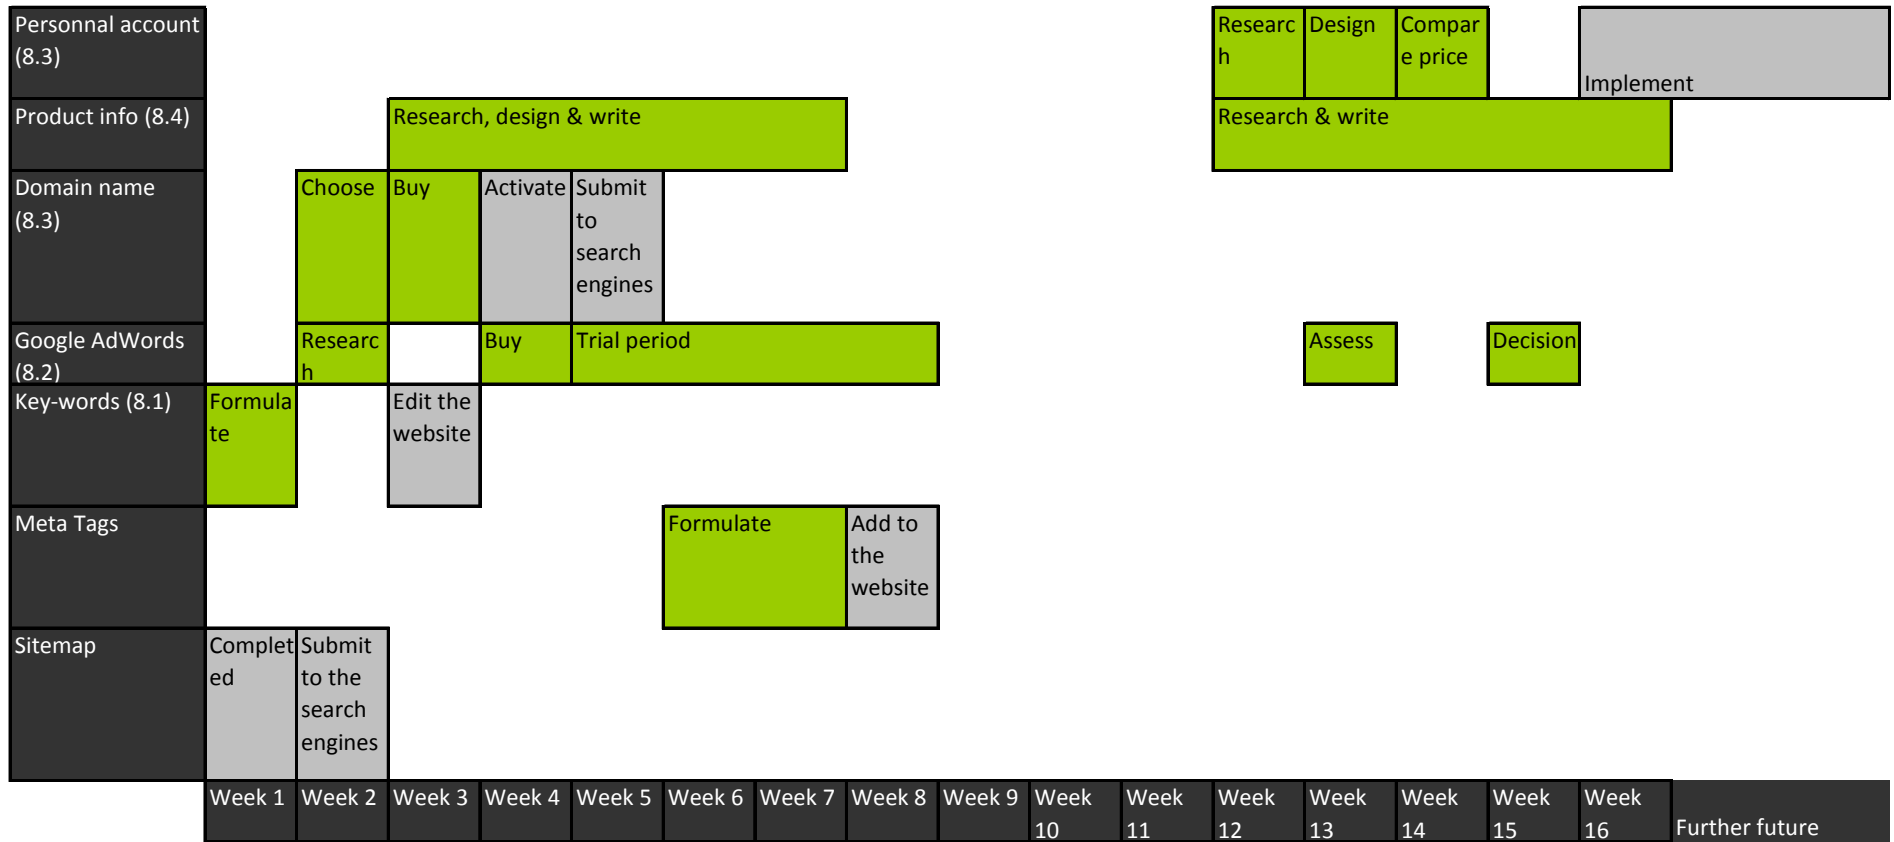 Personnal account
(8.3)
Researc
h
Design
Compar
e price
Implement
Product info (8.4)
Research, design & write
Research & write
Domain name
(8.3)
Choose
Buy
Activate
Submit
to
search
engines
Google AdWords
(8.2)
Researc
h
Buy
Trial period
Assess
Decision
Key-words (8.1)
Formula
te
Edit the
website
Meta Tags
Formulate
Add to
the
website
Sitemap
Complet
ed
Submit
to the
search
engines
Week 1
Week 2
Week 3
Week 4
Week 5
Week 6
Week 7
Week 8
Week 9
Week
10
Week
11
Week
12
Week
13
Week
14
Week
15
Week
16
Further future